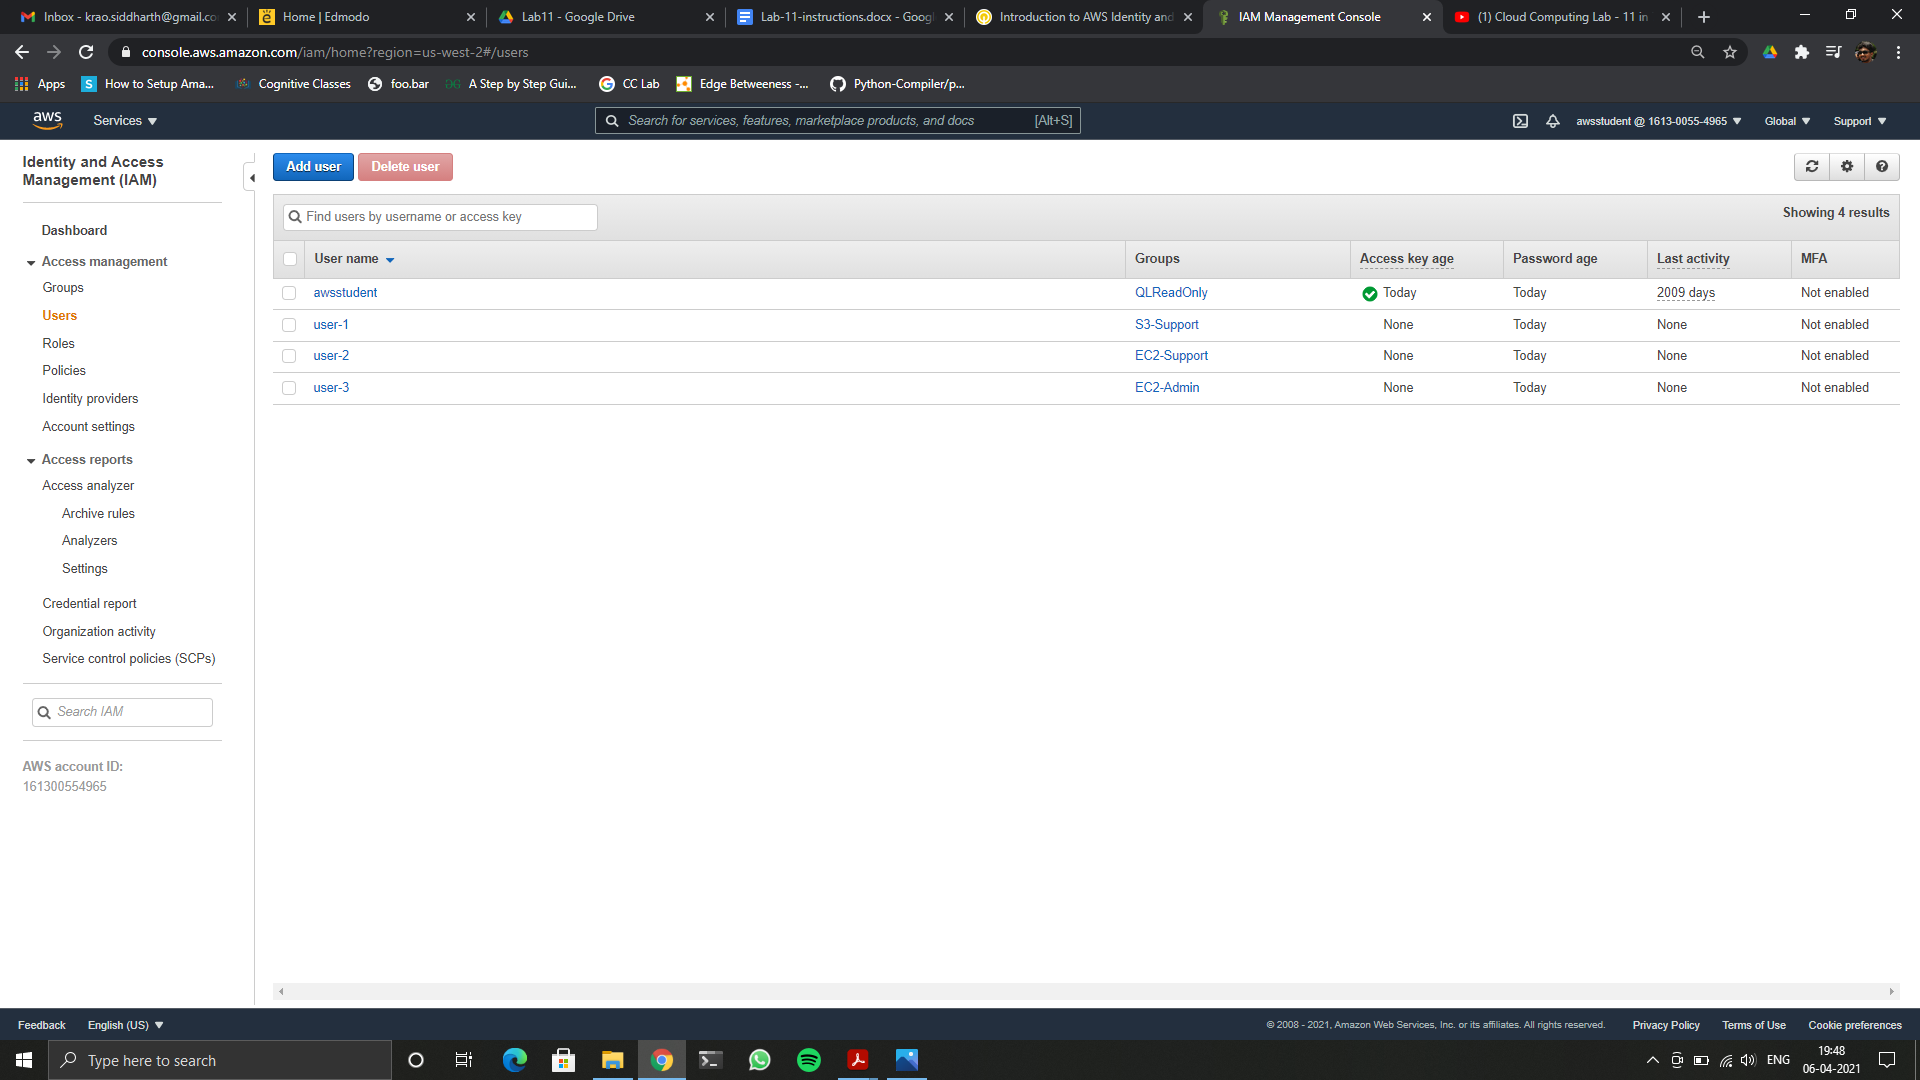 Inbox - krao.siddharth@gmail.co
Home | Edmodo
Lab11 - Google Drive
Lab-11-instructions.docx - Goog
Introduction to AWS Identity and
IAM Management Console
(1) Cloud Computing Lab - 11 in
console.aws.amazon.com/iam/home?region=us-west-2#/users
Apps
How to Setup Ama...
Cognitive Classes
foo.bar
A Step by Step Gui...
CC Lab
Edge Betweeness -...
Python-Compiler/p...
aws
Services
Search for services, features, marketplace products, and docs
[Alt+S]
awsstudent @ 1613-0055-4965
Global
Support
Identity and Access
Management (IAM)
Dashboard
Access management
Groups
Users
Roles
Policies
Identity providers
Account settings
Access reports
Access analyzer
Archive rules
Analyzers
Settings
Credential report
Organization activity
Service control policies (SCPs)
Search IAM
AWS account ID:
161300554965
Add user
Delete user
Find users by username or access key
Showing 4 results
User name Groups Access key age Password age Last activity MFA
awsstudent QLReadOnly Today Today 2009 days Not enabled
user-1 S3-Support None Today None Not enabled
user-2 EC2-Support None Today None Not enabled
user-3 EC2-Admin None Today None Not enabled
Feedback
English (US)
© 2008 - 2021, Amazon Web Services, Inc. or its affiliates. All rights reserved.
Privacy Policy
Terms of Use
Cookie preferences
Type here to search
ENG
19:48
06-04-2021